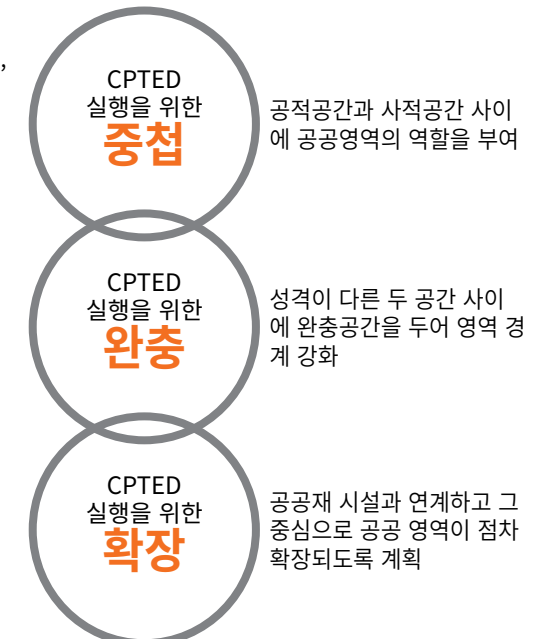 ,
CPTED
실행을 위한
중첩
공적공간과 사적공간 사이
에 공공영역의 역할을 부여
CPTED
실행을 위한
완충
성격이 다른 두 공간 사이
에 완충공간을 두어 영역 경
계 강화
CPTED
실행을 위한
확장
공공재 시설과 연계하고 그
중심으로 공공 영역이 점차
확장되도록 계획